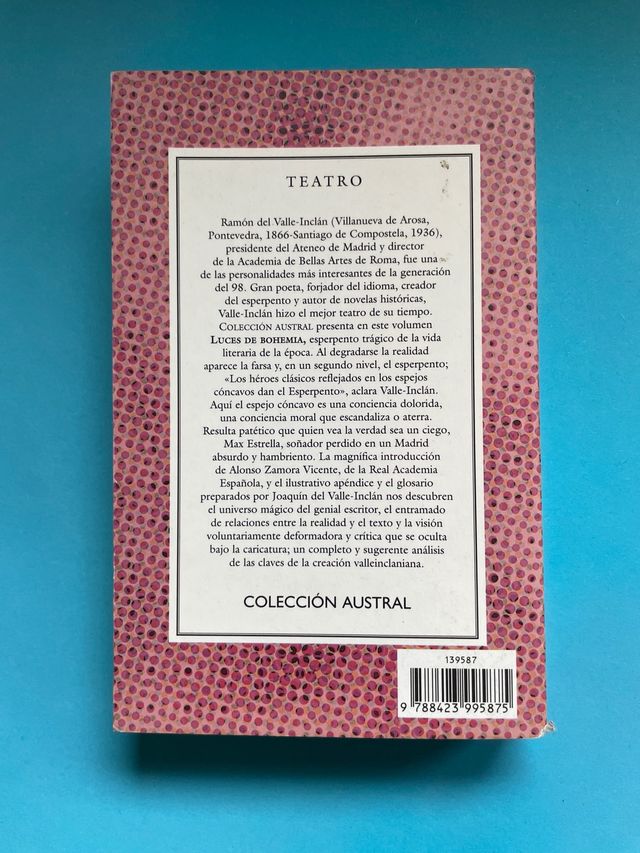 TEATRO
Ramón del Valle-Inclán (Villanueva de Arosa,
Pontevedra, 1866-Santiago de Compostela, 1936),
presidente del Ateneo de Madrid y director
de la Academia de Bellas Artes de Roma, fue una
de las personalidades más interesantes de la generación
del 98. Gran poeta, forjador del idioma, creador
del esperpento y autor de novelas históricas,
Valle-Inclán hizo el mejor teatro de su tiempo.
COLECCIÓN AUSTRAL presenta en este volumen
LUCES DE BOHEMIA, esperpento trágico de la vida
literaria de la época. Al degradarse la realidad
aparece la farsa y, en un segundo nivel, el esperpento;
«Los héroes clásicos reflejados en los espejos
cóncavos dan el Esperpento», aclara Valle-Inclán.
Aquí el espejo cóncavo es una conciencia dolorida,
una conciencia moral que escandaliza o aterra.
Resulta patético que quien vea la verdad sea un ciego,
Max Estrella, soñador perdido en un Madrid
absurdo y hambriento. La magnífica introducción
de Alonso Zamora Vicente, de la Real Academia
Española, y el ilustrativo apéndice y el glosario
preparados por Joaquín del Valle-Inclán nos descubren
el universo mágico del genial escritor, el entramado
de relaciones entre la realidad y el texto y la visión
voluntariamente deformadora y crítica que se oculta
bajo la caricatura; un completo y sugerente análisis
de las claves de la creación valleinclaniana.
COLECCIÓN AUSTRAL
139587
9 788423 995875